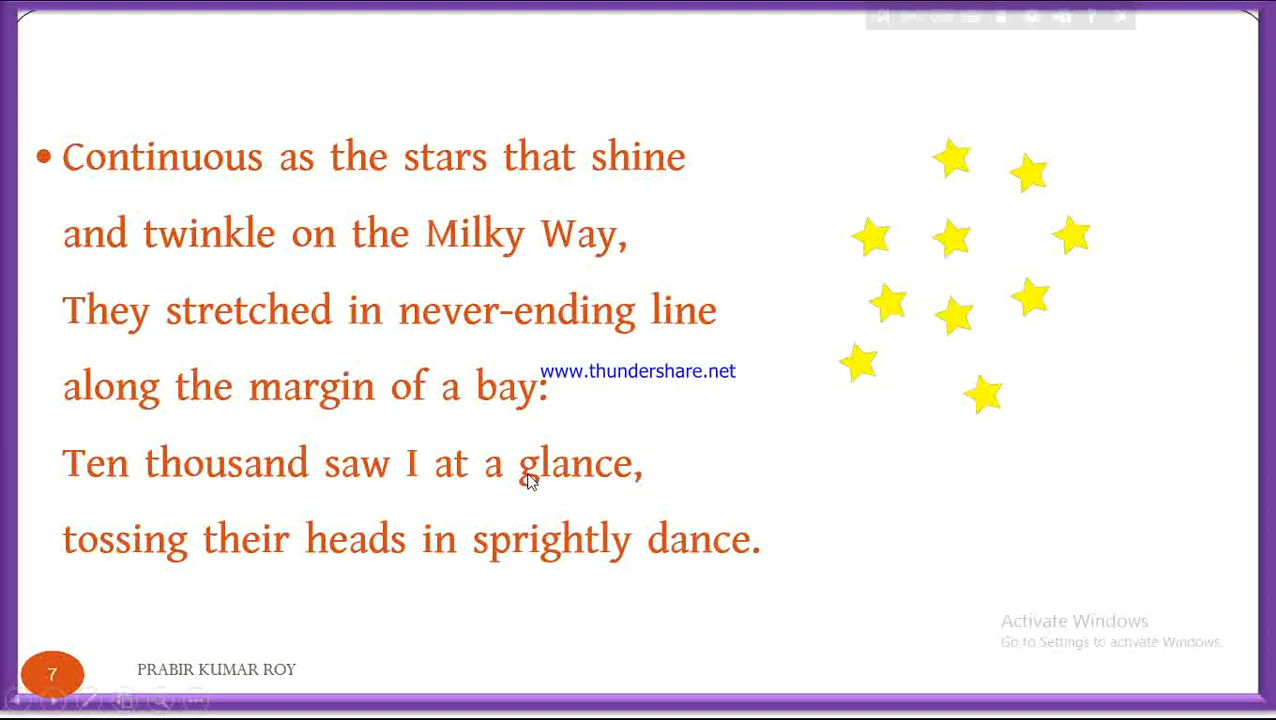 • Continuous as the stars that shine
and twinkle on the Milky Way,
They stretched in never-ending line
along the margin of a bay:
www.thundershare.net
Ten thousand saw I at a glance,
tossing their heads in sprightly dance.
Activate Windows
Go to Settings to activate Windows.
7
PRABIR KUMAR ROY